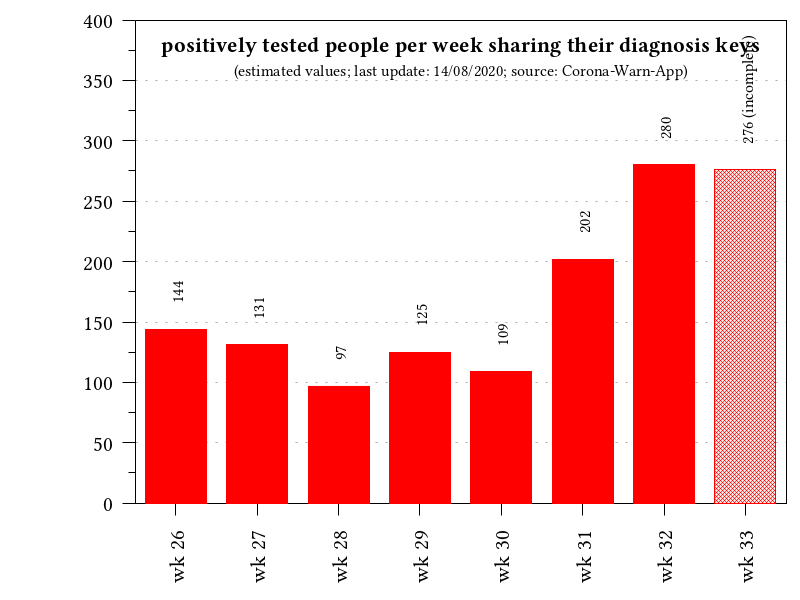 positively tested people per week sharing their diagnosis keys
(estimated values; last update: 14/08/2020; source: Corona-Warn-App)
400
350
300
250
200
150
100
50
0
144
131
97
125
109
202
280
276 (incomplete)
wk 26
wk 27
wk 28
wk 29
wk 30
wk 31
wk 32
wk 33